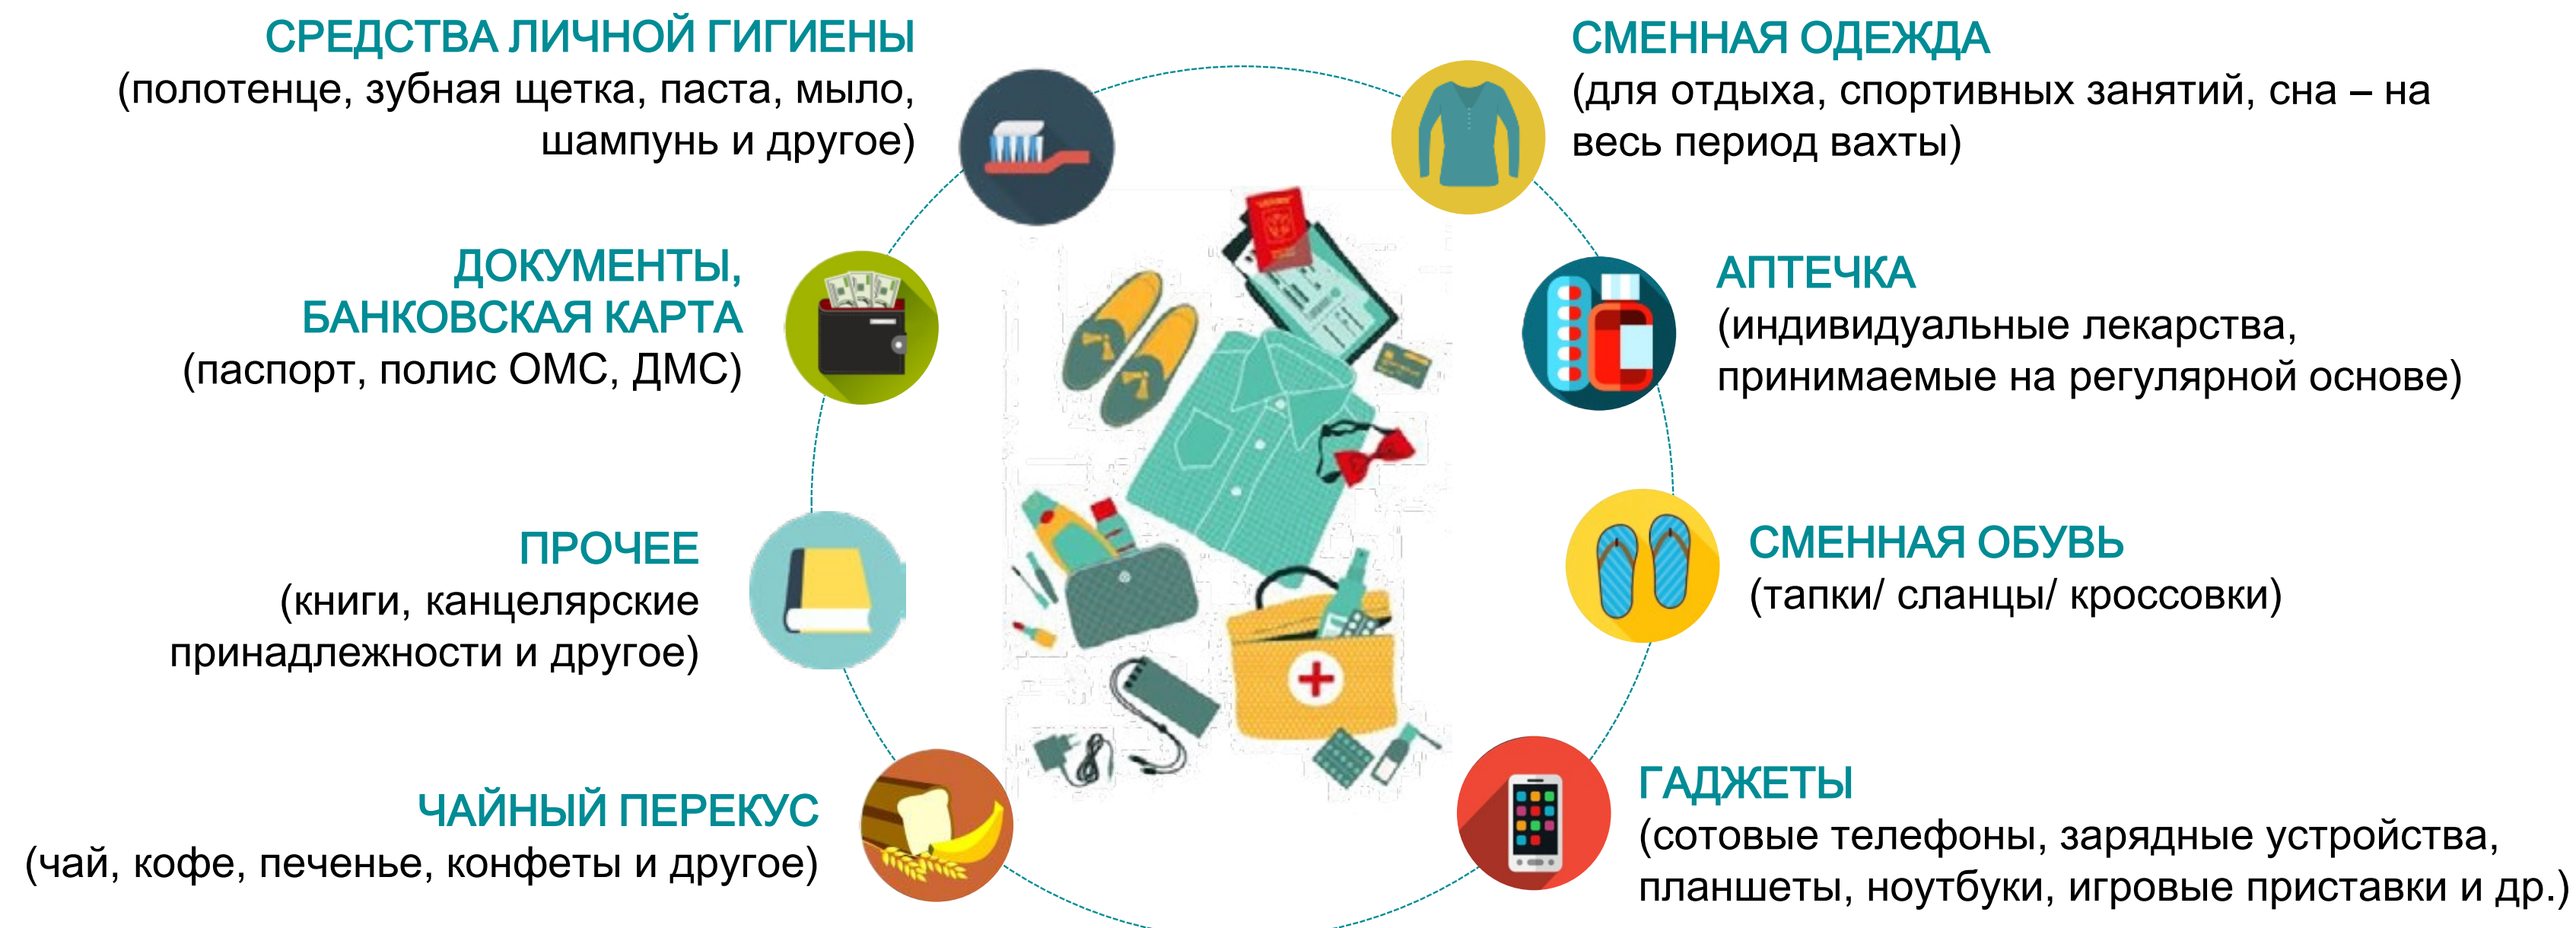 СРЕДСТВА ЛИЧНОЙ ГИГИЕНЫ
(полотенце, зубная щетка, паста, мыло,
шампунь и другое)
СМЕННАЯ ОДЕЖДА
(для отдыха, спортивных занятий, сна – на
весь период вахты)
ДОКУМЕНТЫ,
БАНКОВСКАЯ КАРТА
(паспорт, полис ОМС, ДМС)
АПТЕЧКА
(индивидуальные лекарства,
принимаемые на регулярной основе)
ПРОЧЕЕ
(книги, канцелярские
принадлежности и другое)
СМЕННАЯ ОБУВЬ
(тапки/ сланцы/ кроссовки)
ЧАЙНЫЙ ПЕРЕКУС
(чай, кофе, печенье, конфеты и другое)
ГАДЖЕТЫ
(сотовые телефоны, зарядные устройства,
планшеты, ноутбуки, игровые приставки и др.)